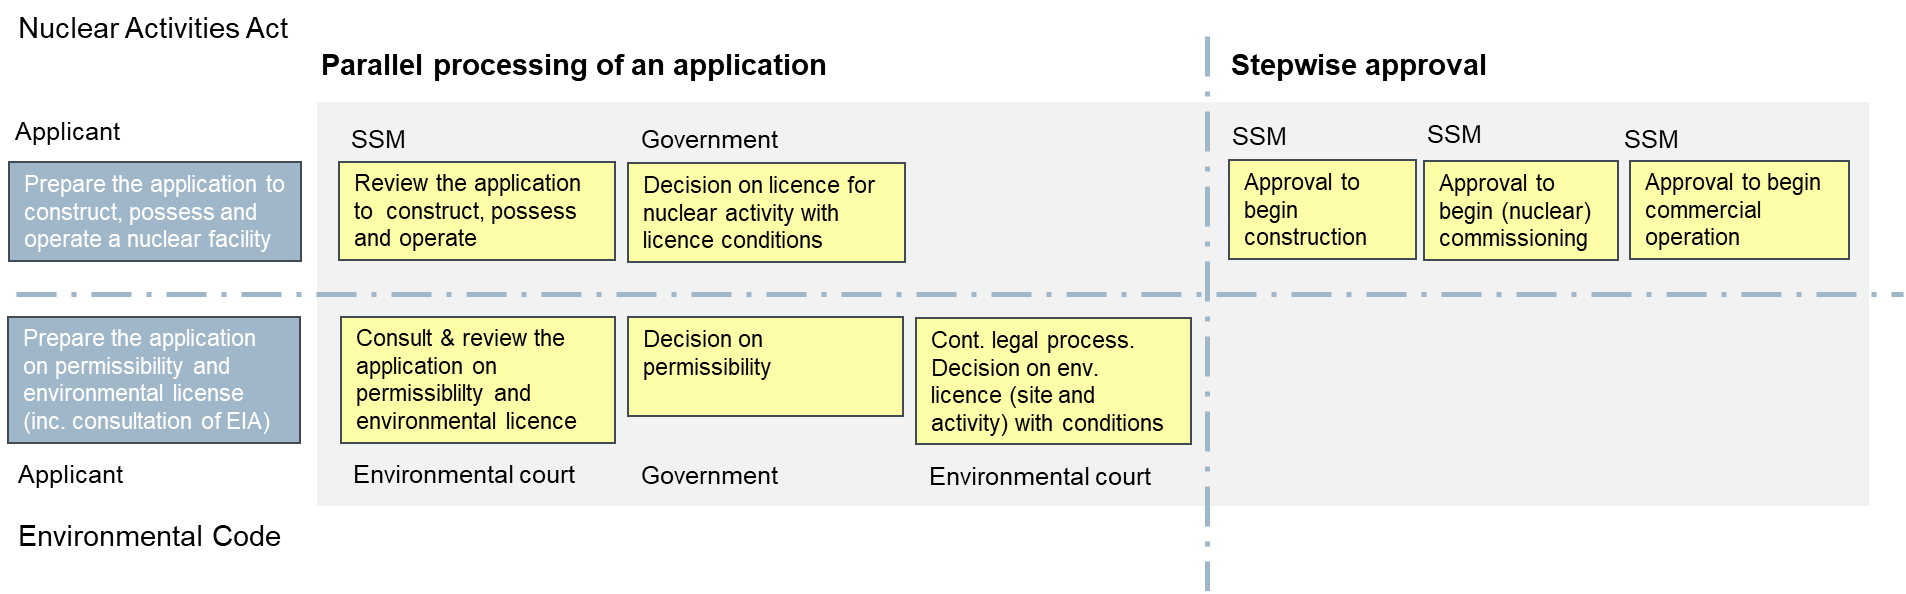 Nuclear Activities Act
Parallel processing of an application
Stepwise approval
Applicant
SSM
Government
SSM
SSM
SSM
Prepare the application to
construct, possess and
operate a nuclear facility
Review the application
to construct, possess
and operate
Decision on licence for
nuclear activity with
licence conditions
Approval to
begin
construction
Approval to
begin (nuclear)
commissioning
Approval to begin
commercial
operation
Prepare the application
on permissibility and
environmental license
(inc. consultation of EIA)
Consult & review the
application on
permissiblilty and
environmental licence
Decision on
permissibility
Cont. legal process.
Decision on env.
licence (site and
activity) with conditions
Applicant
Environmental court
Government
Environmental court
Environmental Code